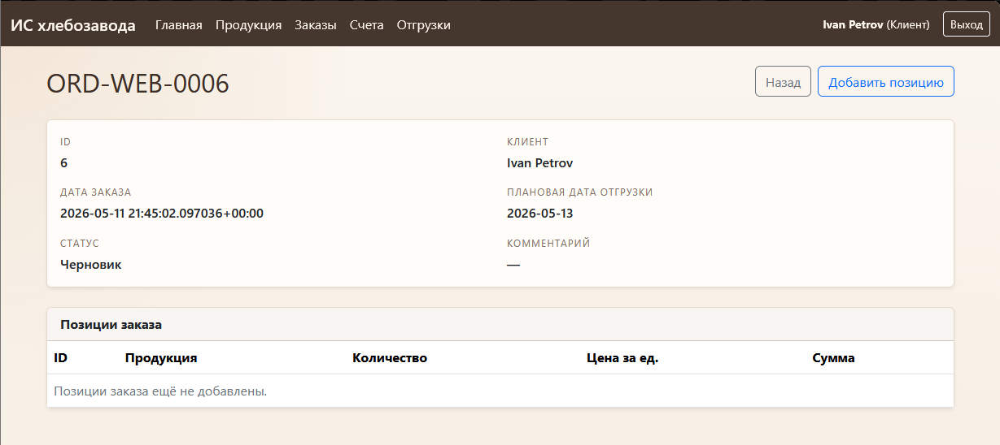 ИС хлебозавода Главная Продукция Заказы Счета Отгрузки Ivan Petrov (Клиент) Выход
ORD-WEB-0006 Назад Добавить позицию
ID КЛИЕНТ
6 Ivan Petrov
ДАТА ЗАКАЗА ПЛАНОВАЯ ДАТА ОТГРУЗКИ
2026-05-11 21:45:02.097036+00:00 2026-05-13
СТАТУС КОММЕНТАРИЙ
Черновик —
Позиции заказа
ID Продукция Количество Цена за ед. Сумма
Позиции заказа ещё не добавлены.